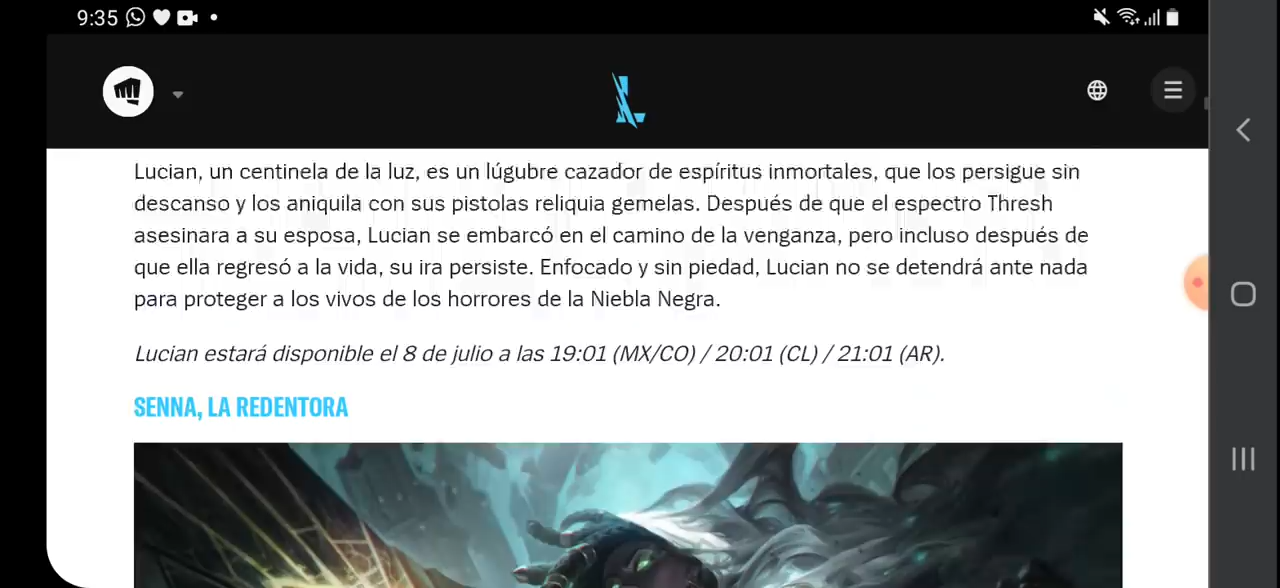 9:35
Lucian, un centinela de la luz, es un lúgubre cazador de espíritus inmortales, que los persigue sin
descanso y los aniquila con sus pistolas reliquia gemelas. Después de que el espectro Thresh
asesinara a su esposa, Lucian se embarcó en el camino de la venganza, pero incluso después de
que ella regresó a la vida, su ira persiste. Enfocado y sin piedad, Lucian no se detendrá ante nada
para proteger a los vivos de los horrores de la Niebla Negra.
Lucian estará disponible el 8 de julio a las 19:01 (MX/CO) / 20:01 (CL) / 21:01 (AR).
SENNA, LA REDENTORA